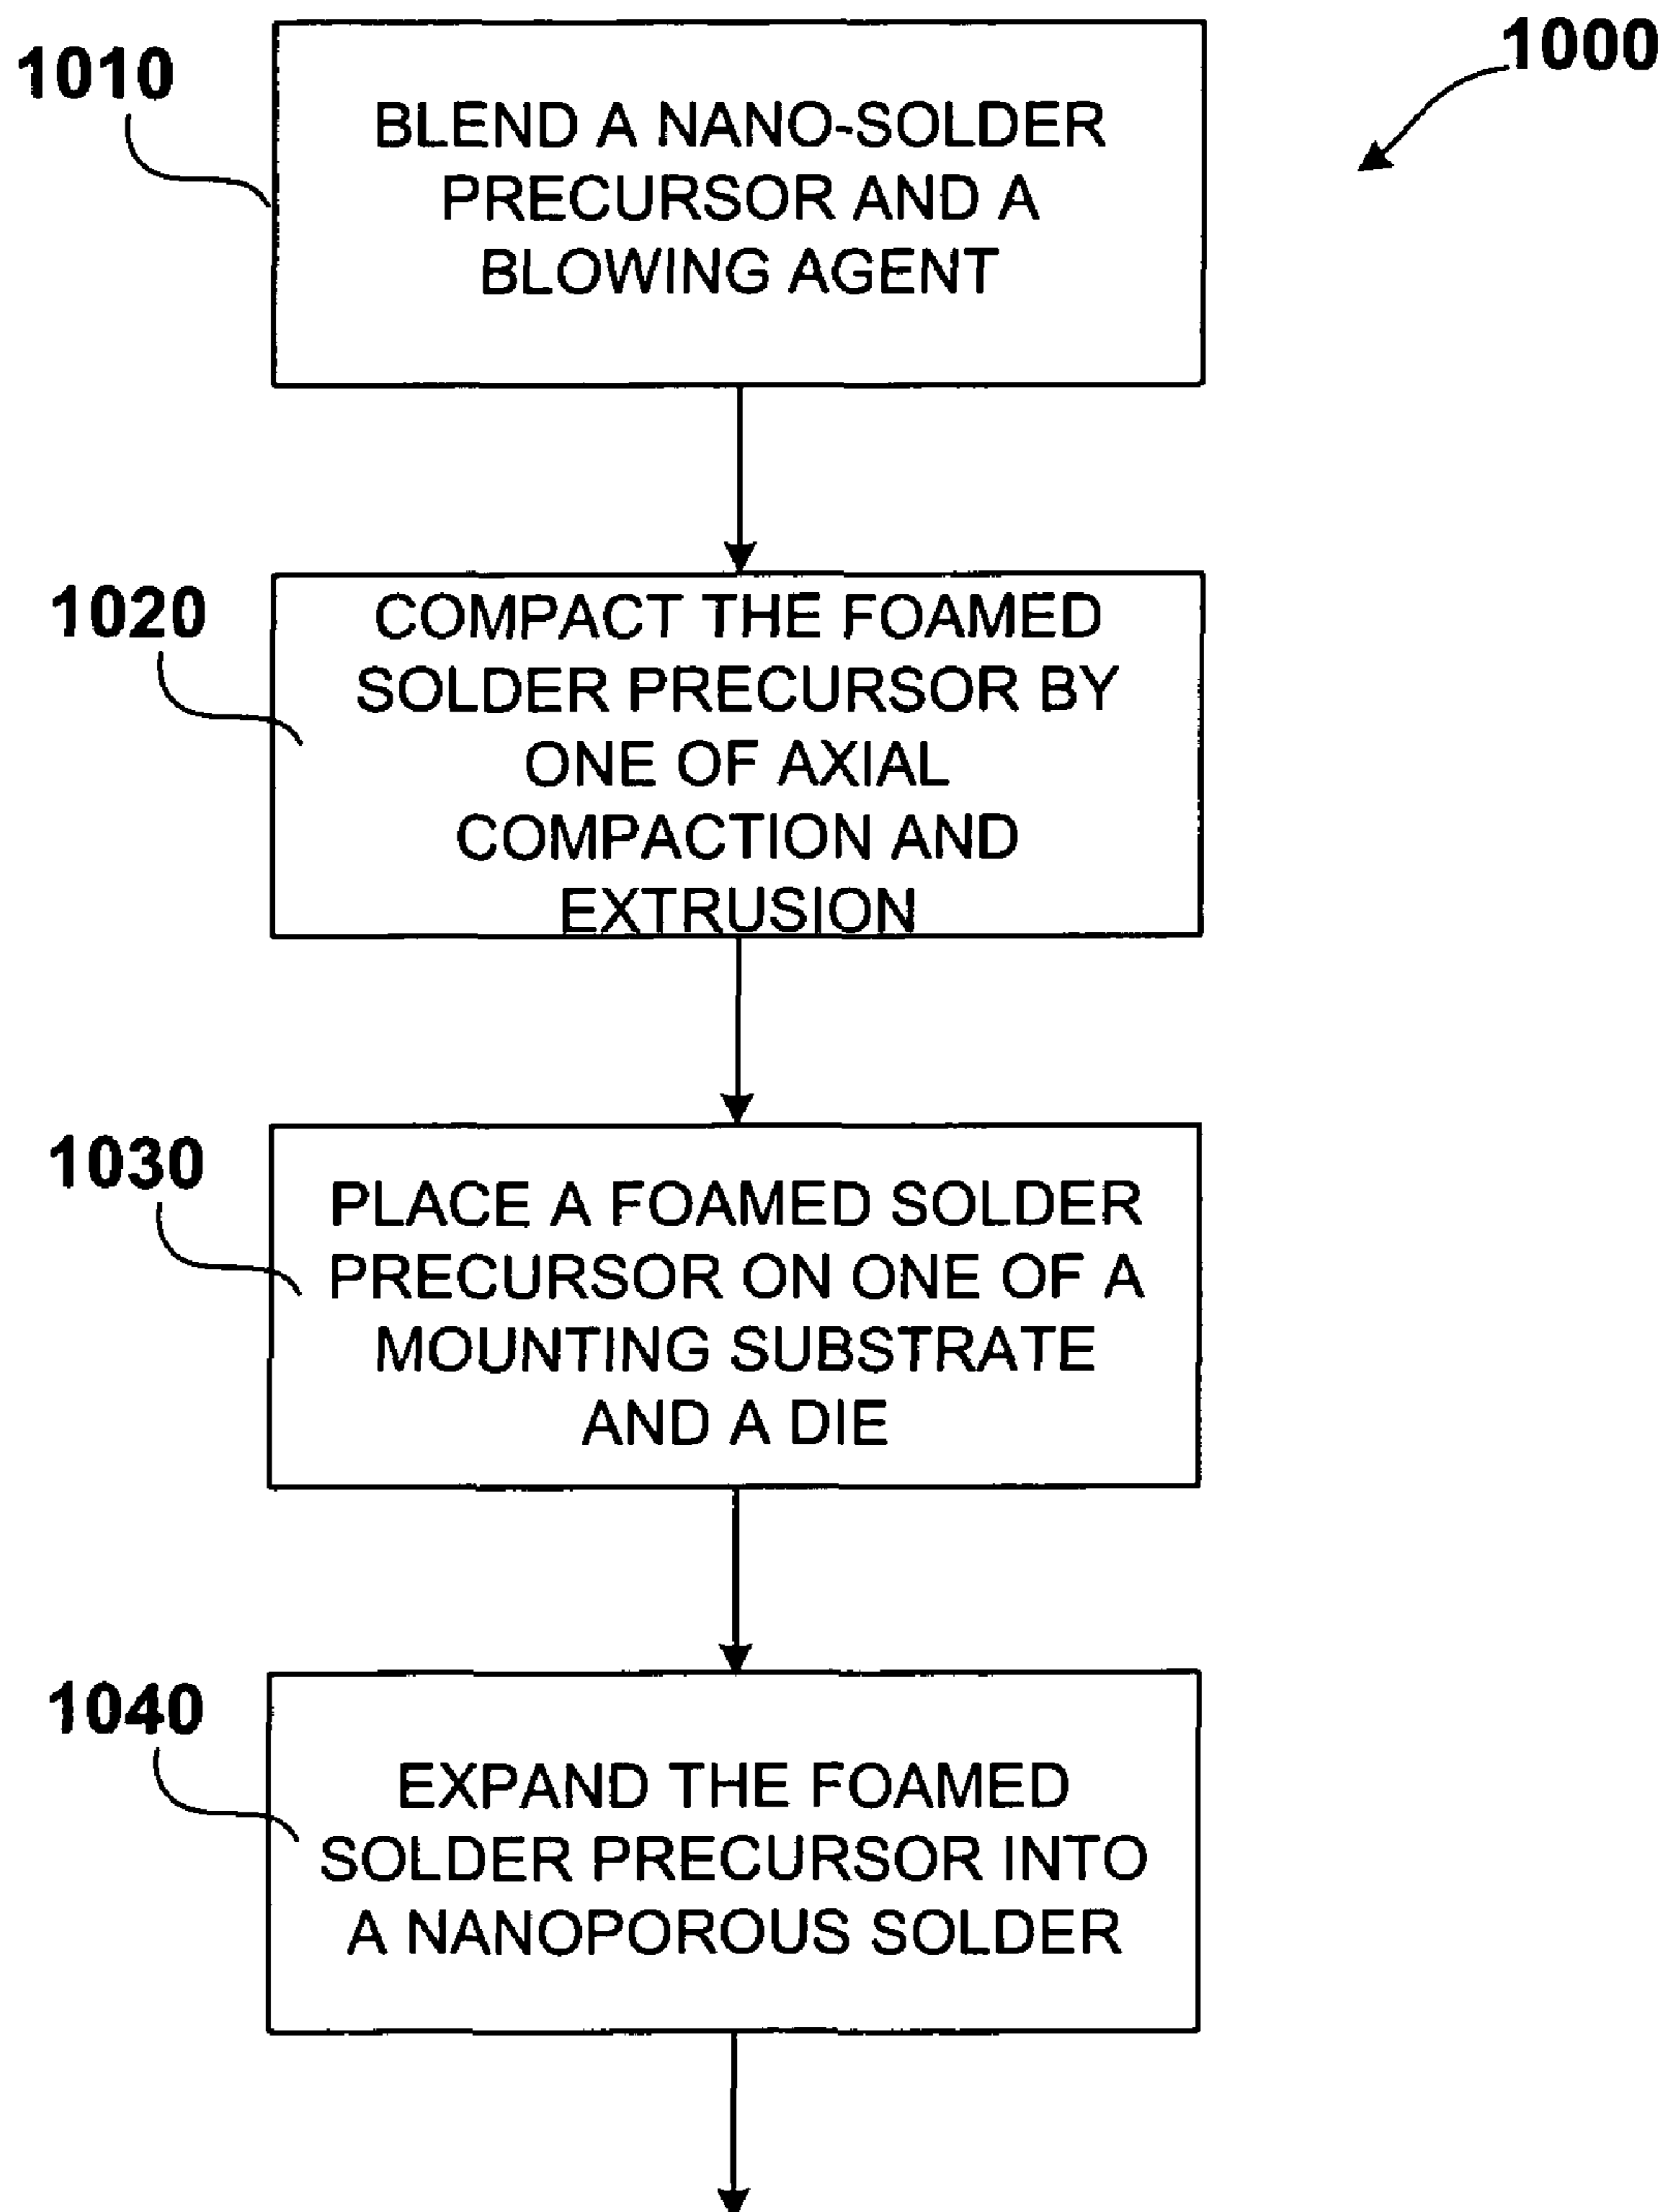 1000
1010
BLEND A NANO-SOLDER
PRECURSOR AND A
BLOWING AGENT
1020
COMPACT THE FOAMED
SOLDER PRECURSOR BY
ONE OF AXIAL
COMPACTION AND
EXTRUSION
1030
PLACE A FOAMED SOLDER
PRECURSOR ON ONE OF A
MOUNTING SUBSTRATE
AND A DIE
1040
EXPAND THE FOAMED
SOLDER PRECURSOR INTO
A NANOPOROUS SOLDER